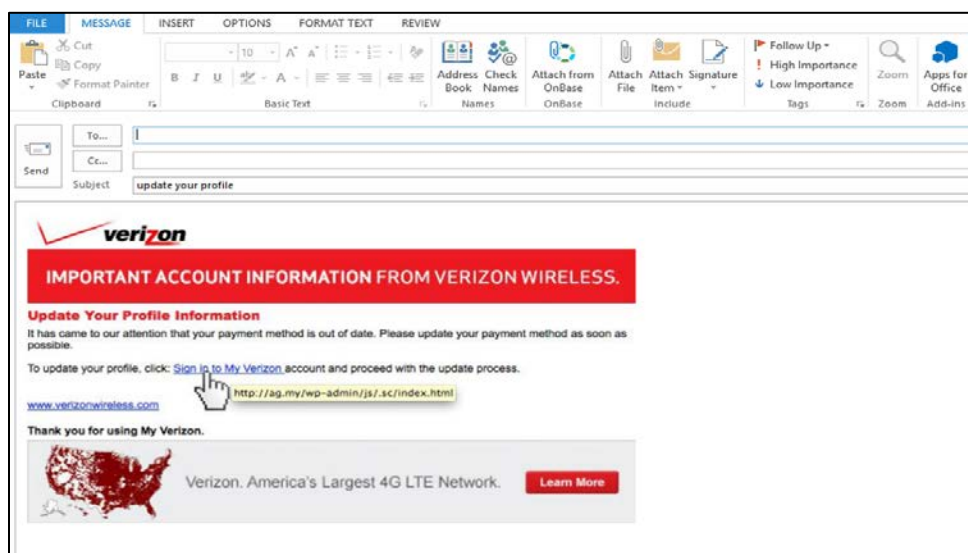 FILE MESSAGE INSERT OPTIONS FORMAT TEXT REVIEW
Cut
Copy
Format Painter
Paste
Clipboard
10
B I U
Basic Text
Address Book
Check Names
Names
Attach from OnBase
OnBase
Attach File
Attach Item
Signature
Include
Follow Up
High Importance
Low Importance
Tags
Zoom
Zoom
Apps for Office
Add-ins
Send
To...
Cc...
Subject update your profile
verizon
IMPORTANT ACCOUNT INFORMATION FROM VERIZON WIRELESS.
Update Your Profile Information
It has came to our attention that your payment method is out of date. Please update your payment method as soon as
possible.
To update your profile, click: Sign in to My Verizon account and proceed with the update process.
http://ag.my/wp-admin/js/.sc/index.html
www.verizonwireless.com
Thank you for using My Verizon.
Verizon. America's Largest 4G LTE Network.
Learn More